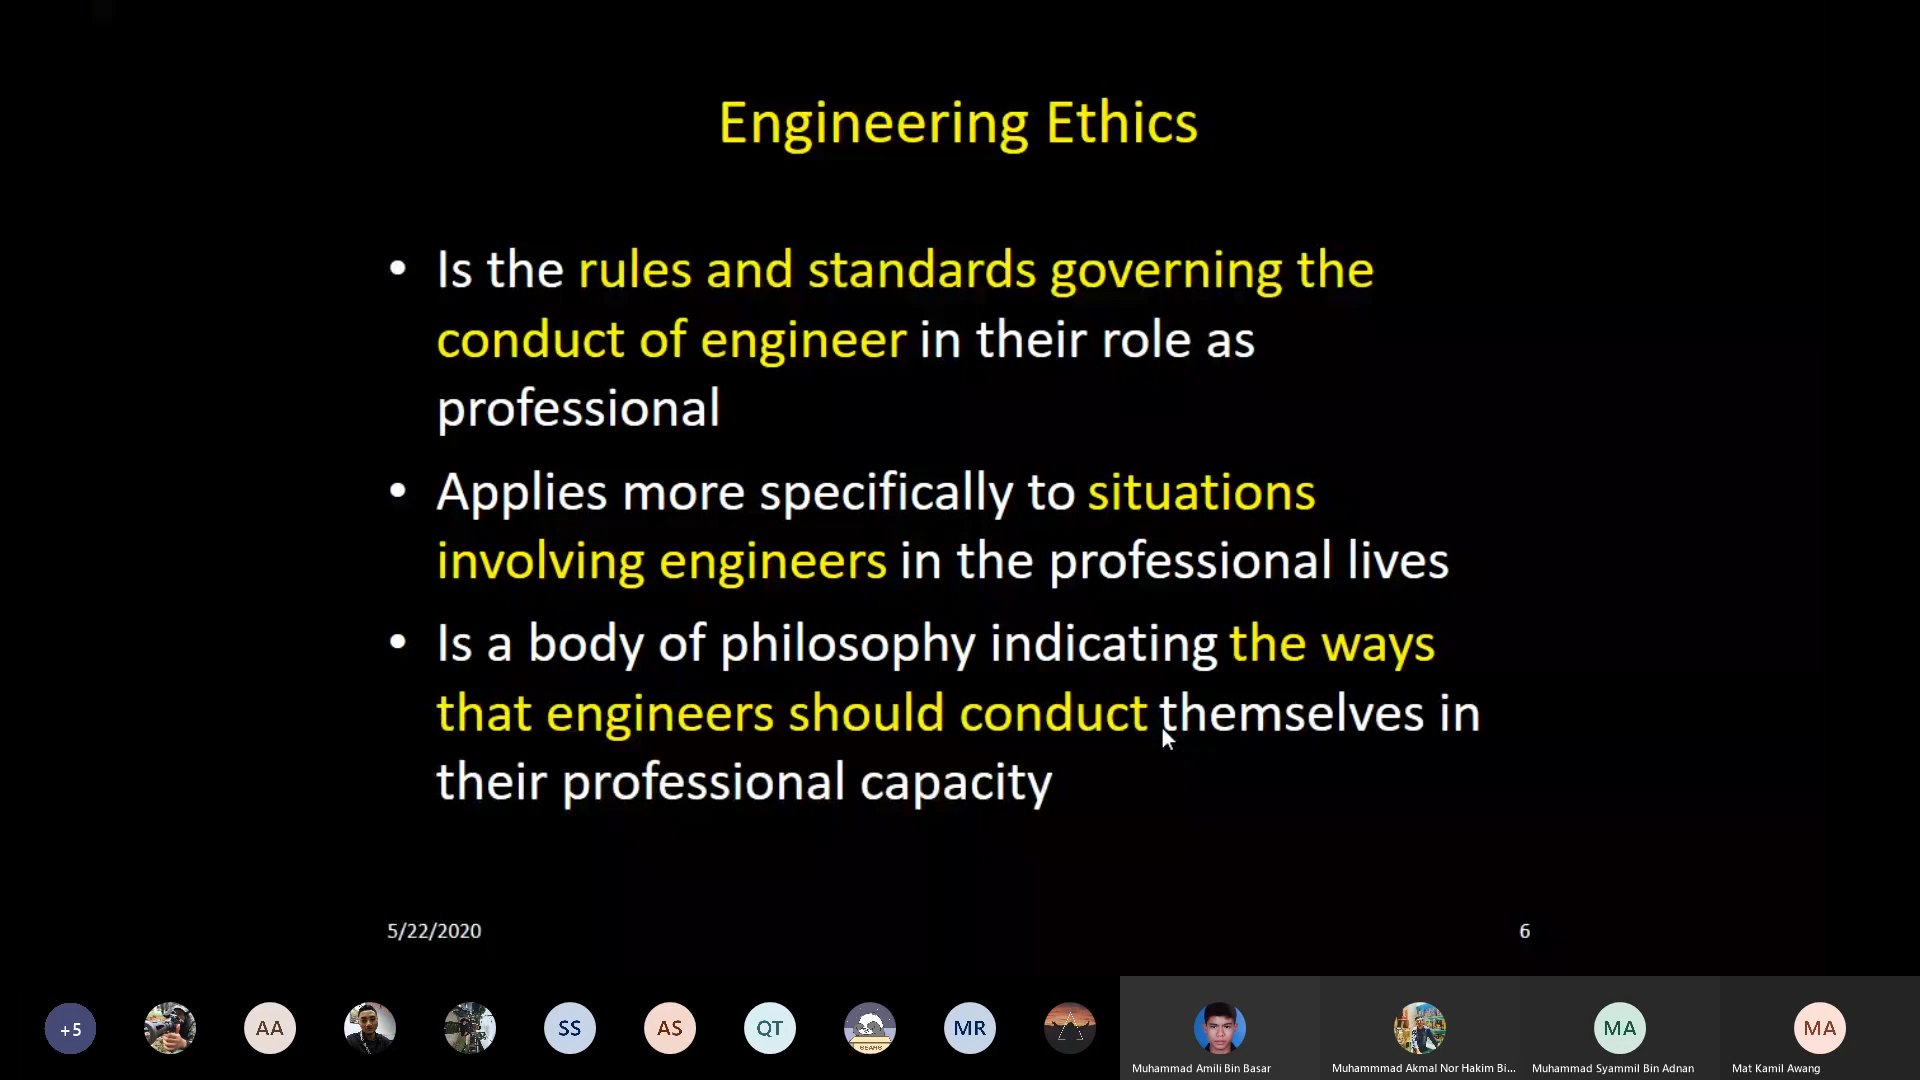 Engineering Ethics
• Is the rules and standards governing the
conduct of engineer in their role as
professional
• Applies more specifically to situations
involving engineers in the professional lives
• Is a body of philosophy indicating the ways
that engineers should conduct themselves in
their professional capacity
5/22/2020
6
+5
AA
SS
AS
QT
BEARS
MR
MA
MA
Muhammad Amili Bin Basar
Muhammmad Akmal Nor Hakim Bi...
Muhammad Syammil Bin Adnan
Mat Kamil Awang